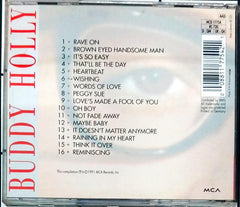 BUDDY HOLLY
1 - RAVE ON
2 - BROWN EYED HANDSOME MAN
3 - IT'S SO EASY
4 - THAT'LL BE THE DAY
5 - HEARTBEAT
6 - WISHING
7 - WORDS OF LOVE
8 - PEGGY SUE
9 - LOVE'S MADE A FOOL OF YOU
10 - OH BOY
11 - NOT FADE AWAY
12 - MAYBE BABY
13 - IT DOESN'T MATTER ANYMORE
14 - RAINING IN MY HEART
15 - THINK IT OVER
16 - REMINISCING
MCA